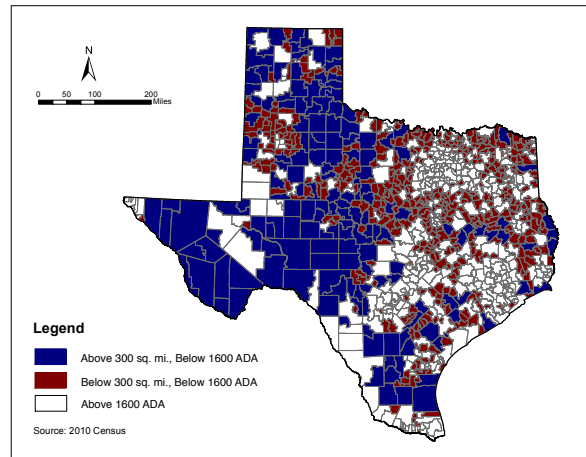 N
0 50 100 200
Miles
Legend
Above 300 sq. mi., Below 1600 ADA
Below 300 sq. mi., Below 1600 ADA
Above 1600 ADA
Source: 2010 Census